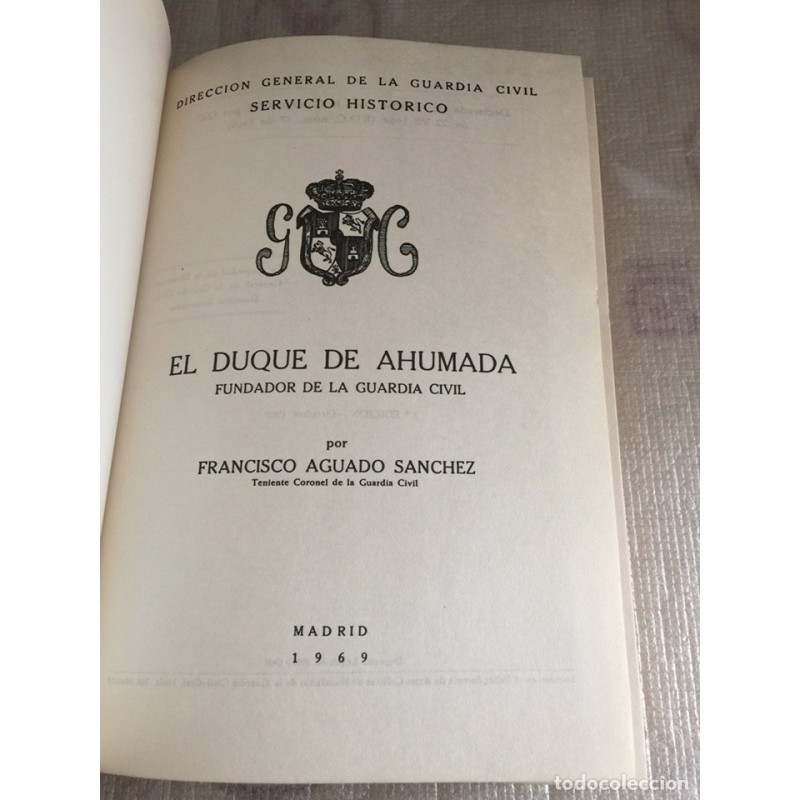 DIRECCION GENERAL DE LA GUARDIA CIVIL
SERVICIO HISTORICO
G C
EL DUQUE DE AHUMADA
FUNDADOR DE LA GUARDIA CIVIL
por
FRANCISCO AGUADO SANCHEZ
Teniente Coronel de la Guardia Civil
MADRID
1969
todocoleccion